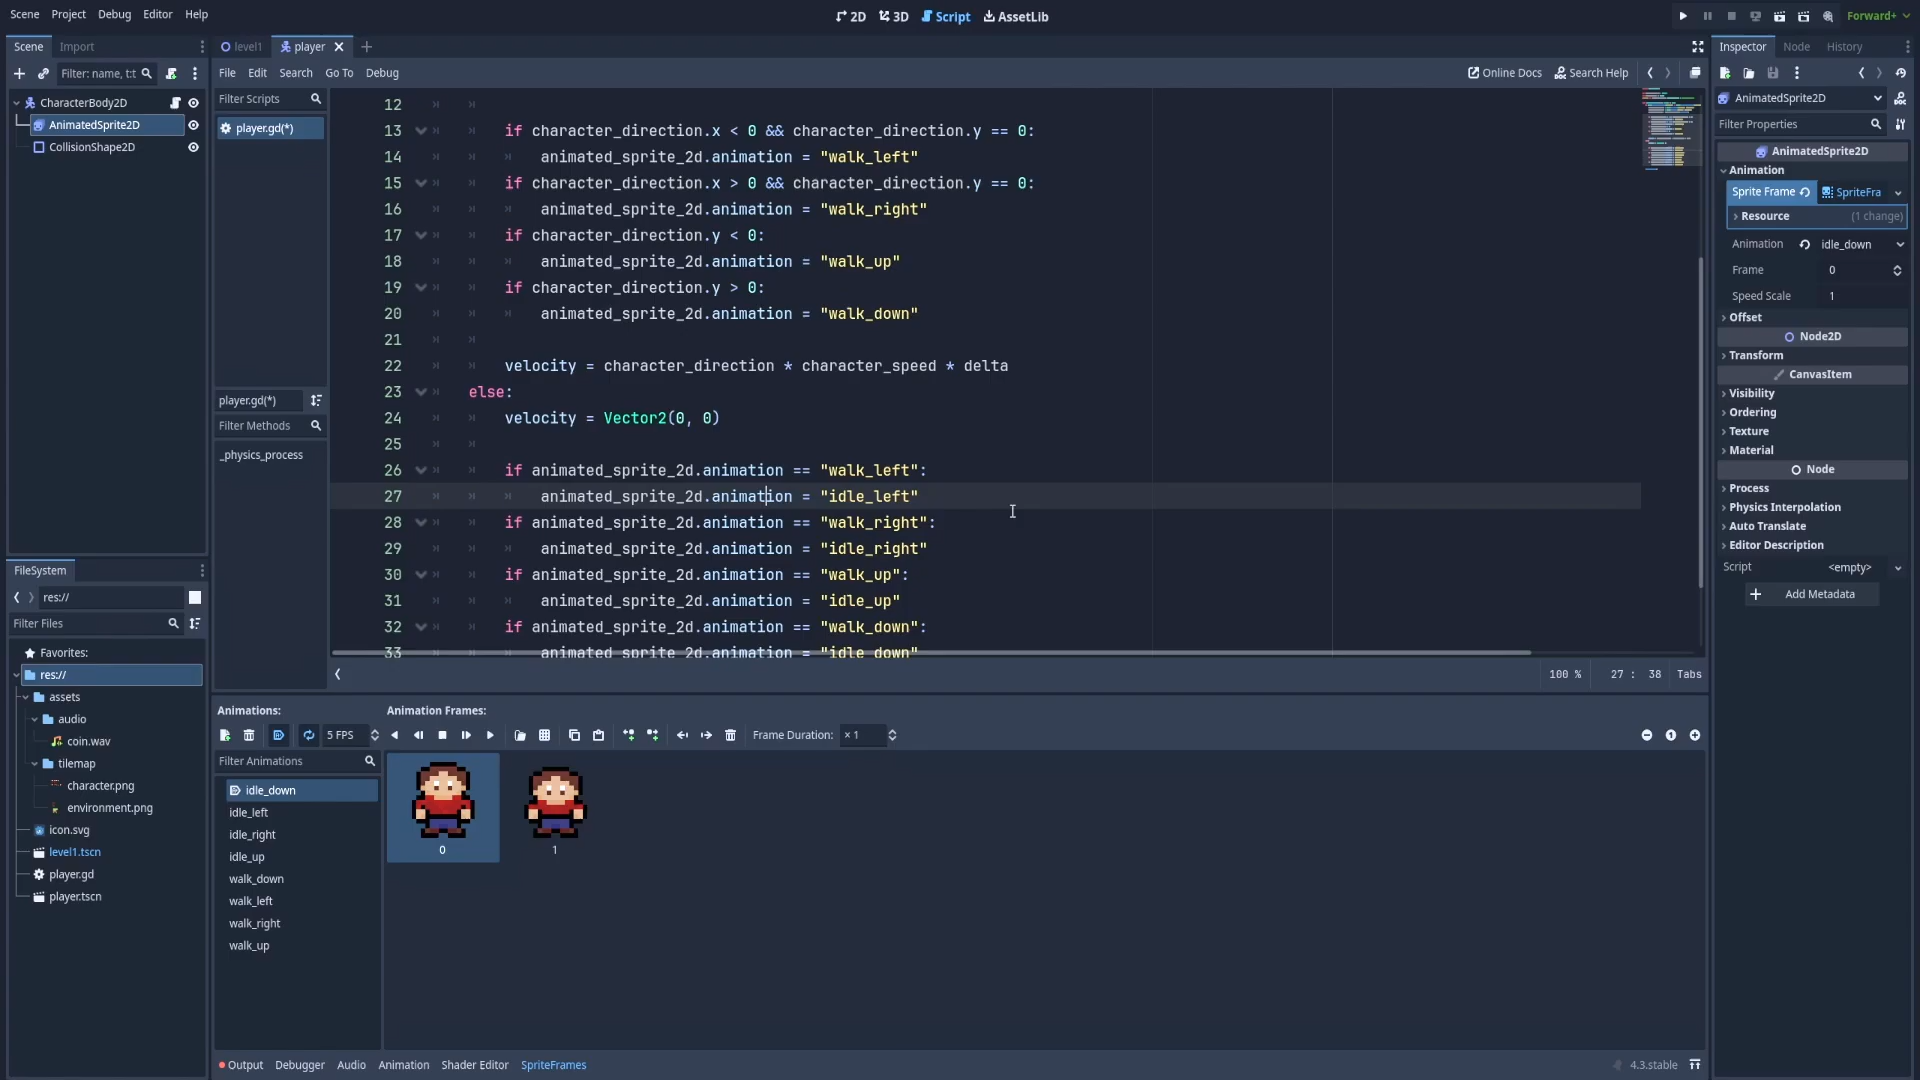 Scene Project Debug Editor Help
2D 3D Script AssetLib
Forward+
Scene Import
Filter: name, t:t
CharacterBody2D
AnimatedSprite2D
CollisionShape2D
FileSystem
res://
Filter Files
Favorites:
res://
assets
audio
coin.wav
tilemap
character.png
environment.png
icon.svg
level1.tscn
player.gd
player.tscn
level1 player
File Edit Search Go To Debug
Online Docs Search Help
Filter Scripts
player.gd(*)
player.gd(*)
Filter Methods
_physics_process
12
13 if character_direction.x < 0 && character_direction.y == 0:
14 animated_sprite_2d.animation = "walk_left"
15 if character_direction.x > 0 && character_direction.y == 0:
16 animated_sprite_2d.animation = "walk_right"
17 if character_direction.y < 0:
18 animated_sprite_2d.animation = "walk_up"
19 if character_direction.y > 0:
20 animated_sprite_2d.animation = "walk_down"
21
22 velocity = character_direction * character_speed * delta
23 else:
24 velocity = Vector2(0, 0)
25
26 if animated_sprite_2d.animation == "walk_left":
27 animated_sprite_2d.animation = "idle_left"
28 if animated_sprite_2d.animation == "walk_right":
29 animated_sprite_2d.animation = "idle_right"
30 if animated_sprite_2d.animation == "walk_up":
31 animated_sprite_2d.animation = "idle_up"
32 if animated_sprite_2d.animation == "walk_down":
33 animated_sprite_2d.animation = "idle_down"
100 % 27 : 38 Tabs
Animations:
5 FPS
Filter Animations
idle_down
idle_left
idle_right
idle_up
walk_down
walk_left
walk_right
walk_up
Animation Frames:
Frame Duration: × 1
0 1
Output Debugger Audio Animation Shader Editor SpriteFrames
4.3.stable
Inspector Node History
AnimatedSprite2D
Filter Properties
AnimatedSprite2D
Animation
Sprite Frame SpriteFra
Resource (1 change)
Animation idle_down
Frame 0
Speed Scale 1
Offset
Node2D
Transform
CanvasItem
Visibility
Ordering
Texture
Material
Node
Process
Physics Interpolation
Auto Translate
Editor Description
Script <empty>
Add Metadata